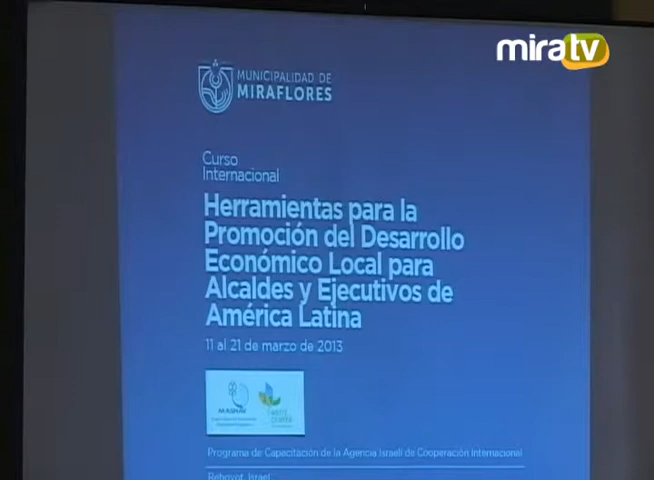 miratv
MUNICIPALIDAD DE
MIRAFLORES
Curso
Internacional
Herramientas para la
Promoción del Desarrollo
Económico Local para
Alcaldes y Ejecutivos de
América Latina
11 al 21 de marzo de 2013
MASHAV
Programa de Capacitación de la Agencia Israelí de Cooperación Internacional
Rehovot, Israel